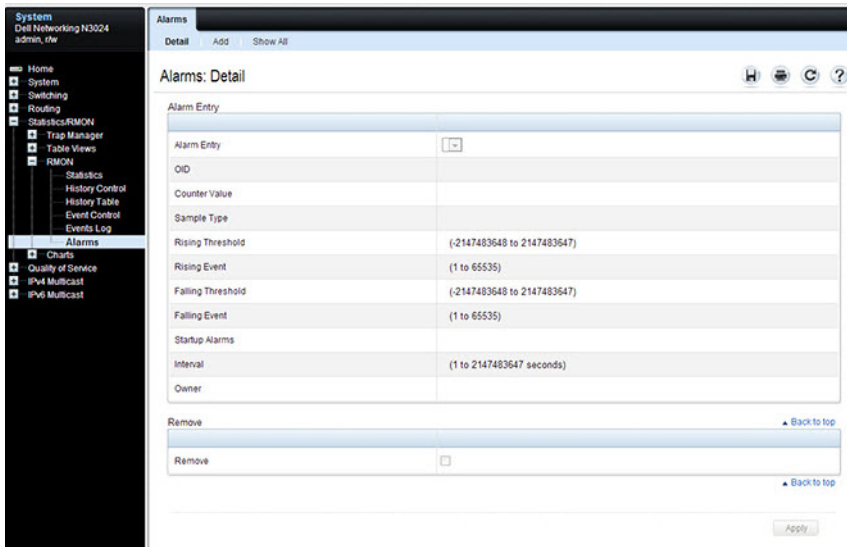 System
Dell Networking N3024
admin, r/w
Home
System
Switching
Routing
Statistics/RMON
Trap Manager
Table Views
RMON
Statistics
History Control
History Table
Event Control
Events Log
Alarms
Charts
Quality of Service
IPv4 Multicast
IPv6 Multicast
Alarms
Detail Add Show All
Alarms: Detail
?
Alarm Entry
Alarm Entry
OID
Counter Value
Sample Type
Rising Threshold (-2147483648 to 2147483647)
Rising Event (1 to 65535)
Falling Threshold (-2147483648 to 2147483647)
Falling Event (1 to 65535)
Startup Alarms
Interval (1 to 2147483647 seconds)
Owner
Remove Back to top
Remove
Back to top
Apply